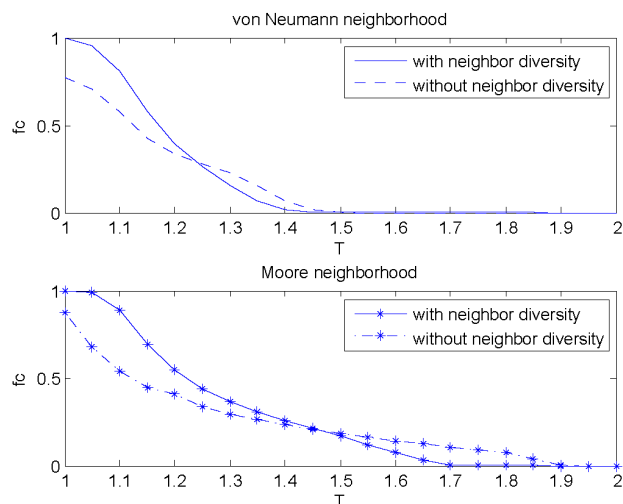 von Neumann neighborhood
1
with neighbor diversity
without neighbor diversity
fc
0.5
0
1 1.1 1.2 1.3 1.4 1.5 1.6 1.7 1.8 1.9 2
T
Moore neighborhood
1
with neighbor diversity
without neighbor diversity
fc
0.5
0
1 1.1 1.2 1.3 1.4 1.5 1.6 1.7 1.8 1.9 2
T